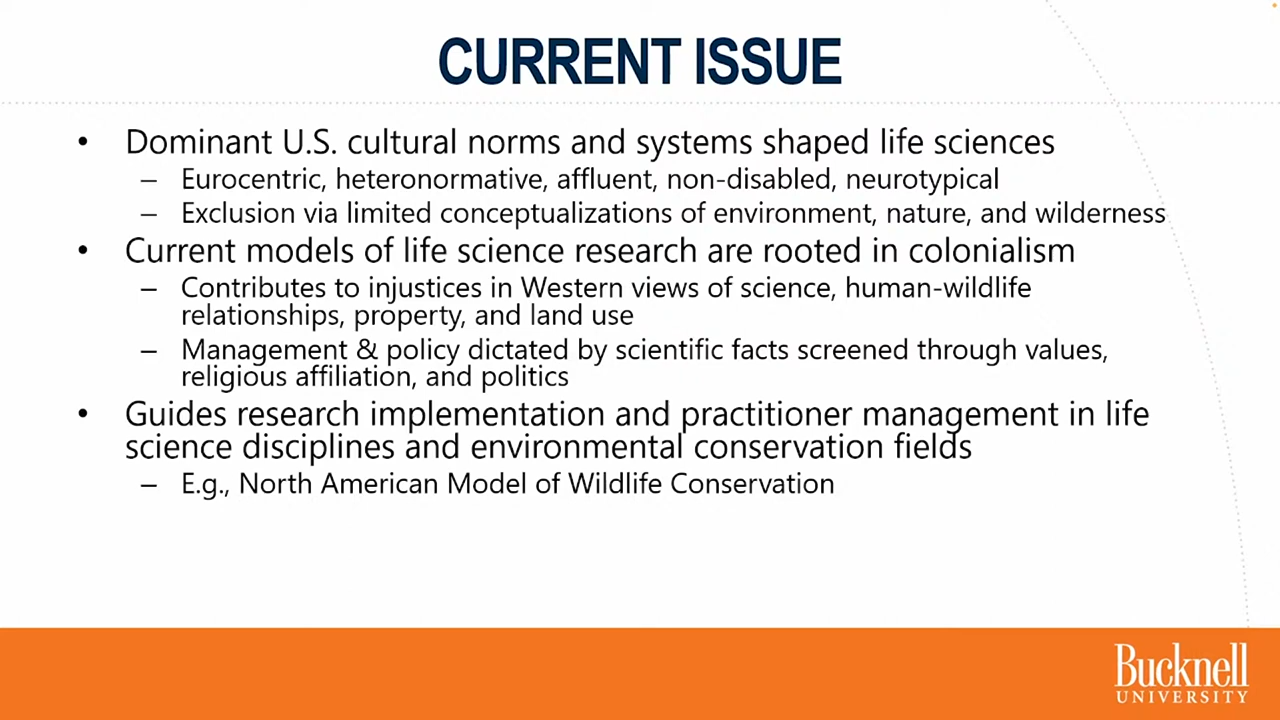 CURRENT ISSUE
• Dominant U.S. cultural norms and systems shaped life sciences
– Eurocentric, heteronormative, affluent, non-disabled, neurotypical
– Exclusion via limited conceptualizations of environment, nature, and wilderness
• Current models of life science research are rooted in colonialism
– Contributes to injustices in Western views of science, human-wildlife
relationships, property, and land use
– Management & policy dictated by scientific facts screened through values,
religious affiliation, and politics
• Guides research implementation and practitioner management in life
science disciplines and environmental conservation fields
– E.g., North American Model of Wildlife Conservation
Bucknell
UNIVERSITY